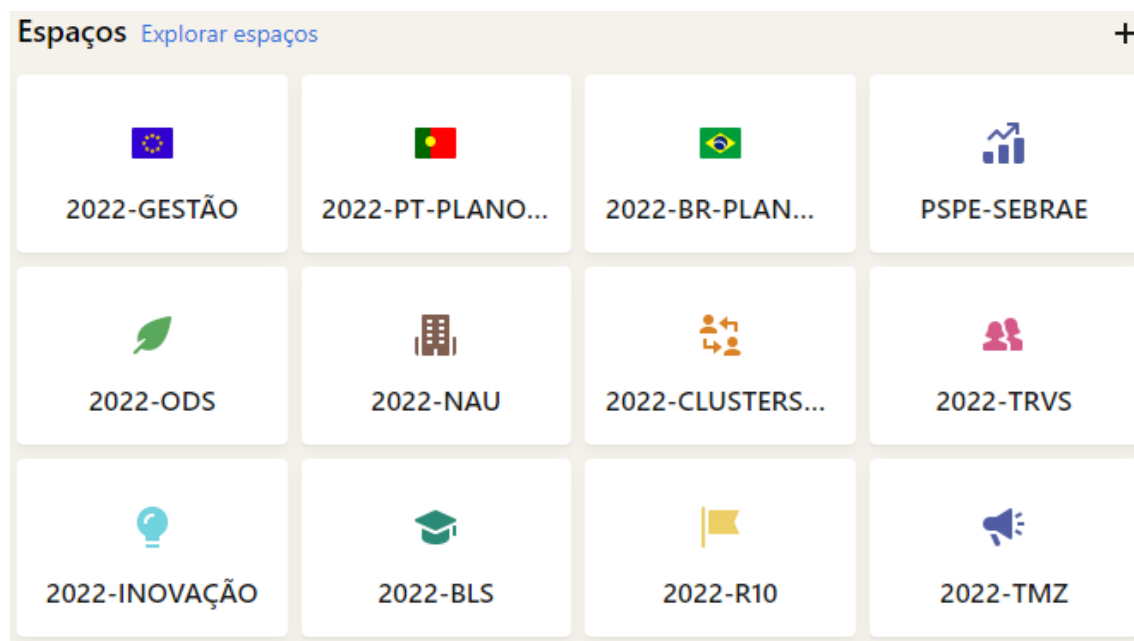 Espaços Explorar espaços +
2022-GESTÃO
2022-PT-PLANO...
2022-BR-PLAN...
PSPE-SEBRAE
2022-ODS
2022-NAU
2022-CLUSTERS...
2022-TRVS
2022-INOVAÇÃO
2022-BLS
2022-R10
2022-TMZ